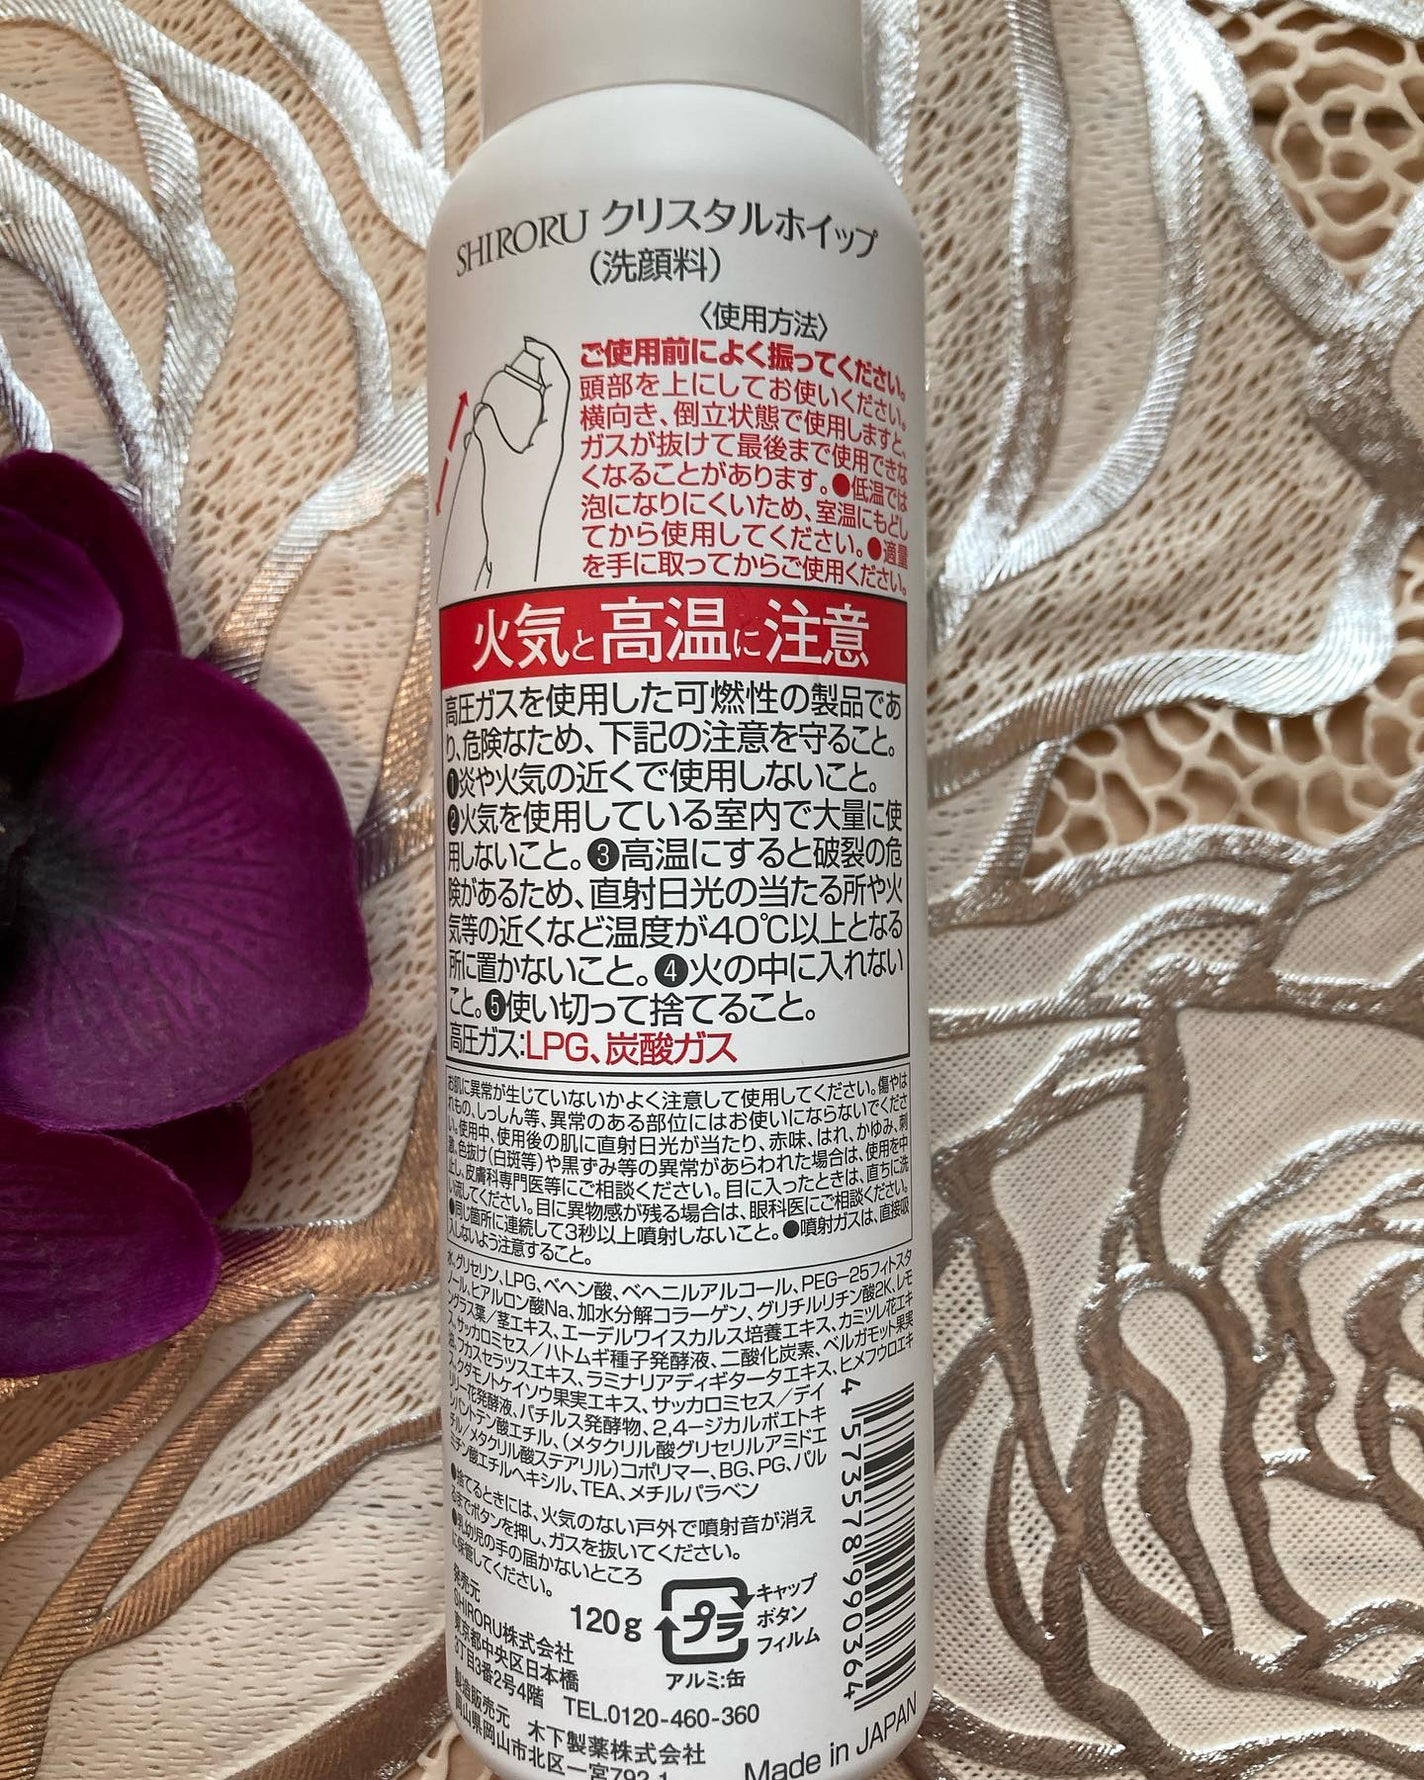 SHIRORU クリスタルホイップ
(洗顔料)
〈使用方法〉
ご使用前によく振ってください。
頭部を上にしてお使いください。
横向き、倒立状態で使用しますと、
ガスが抜けて最後まで使用できな
くなることがあります。●低温では
泡になりにくいため、室温にもどし
てから使用してください。●適量
を手に取ってからご使用ください。
火気と高温に注意
高圧ガスを使用した可燃性の製品であ
り、危険なため、下記の注意を守ること。
❶炎や火気の近くで使用しないこと。
❷火気を使用している室内で大量に使
用しないこと。❸高温にすると破裂の危
険があるため、直射日光の当たる所や火
気等の近くなど温度が40℃以上となる
所に置かないこと。❹火の中に入れない
こと。❺使い切って捨てること。
高圧ガス:LPG、炭酸ガス
お肌に異常が生じていないかよく注意して使用してください。傷やは
れもの、しっしん等、異常のある部位にはお使いにならないでくださ
い。使用中、使用後の肌に直射日光が当たり、赤味、はれ、かゆみ、刺
激、色抜け(白斑等)や黒ずみ等の異常があらわれた場合は、使用を中
止し、皮膚科専門医等にご相談ください。目に入ったときは、直ちに洗
い流してください。目に異物感が残る場合は、眼科医にご相談ください。
●同じ箇所に連続して3秒以上噴射しないこと。●噴射ガスは、直接吸
入しないよう注意すること。
水、グリセリン、LPG、ベヘン酸、ベヘニルアルコール、PEG-25フィトスタ
ノール、ヒアルロン酸Na、加水分解コラーゲン、グリチルリチン酸2K、レモ
ングラス葉/茎エキス、エーデルワイスカルス培養エキス、カミツレ花エキ
ス、サッカロミセス/ハトムギ種子発酵液、二酸化炭素、ベルガモット果実
油、フカスセラツスエキス、ラミナリアディギタータエキス、ヒメフウロエキ
ス、クダモノトケイソウ果実エキス、サッカロミセス/デイ
リリー花発酵液、バチルス発酵物、2,4-ジカルボエトキ
シパントテン酸エチル、(メタクリル酸グリセリルアミドエ
チル/メタクリル酸ステアリル)コポリマー、BG、PG、パル
ミチン酸エチルヘキシル、TEA、メチルパラベン
●捨てるときには、火気のない戸外で噴射音が消え
るまでボタンを押し、ガスを抜いてください。
●乳幼児の手の届かないところ
に保管してください。
4 573578 990364
発売元
SHIRORU株式会社
東京都中央区日本橋
3丁目3番2号4階 TEL.0120-460-360
120g
プラ
キャップ
ボタン
フィルム
アルミ:缶
製造販売元 木下製薬株式会社
岡山県岡山市北区一宮792-1
Made in JAPAN